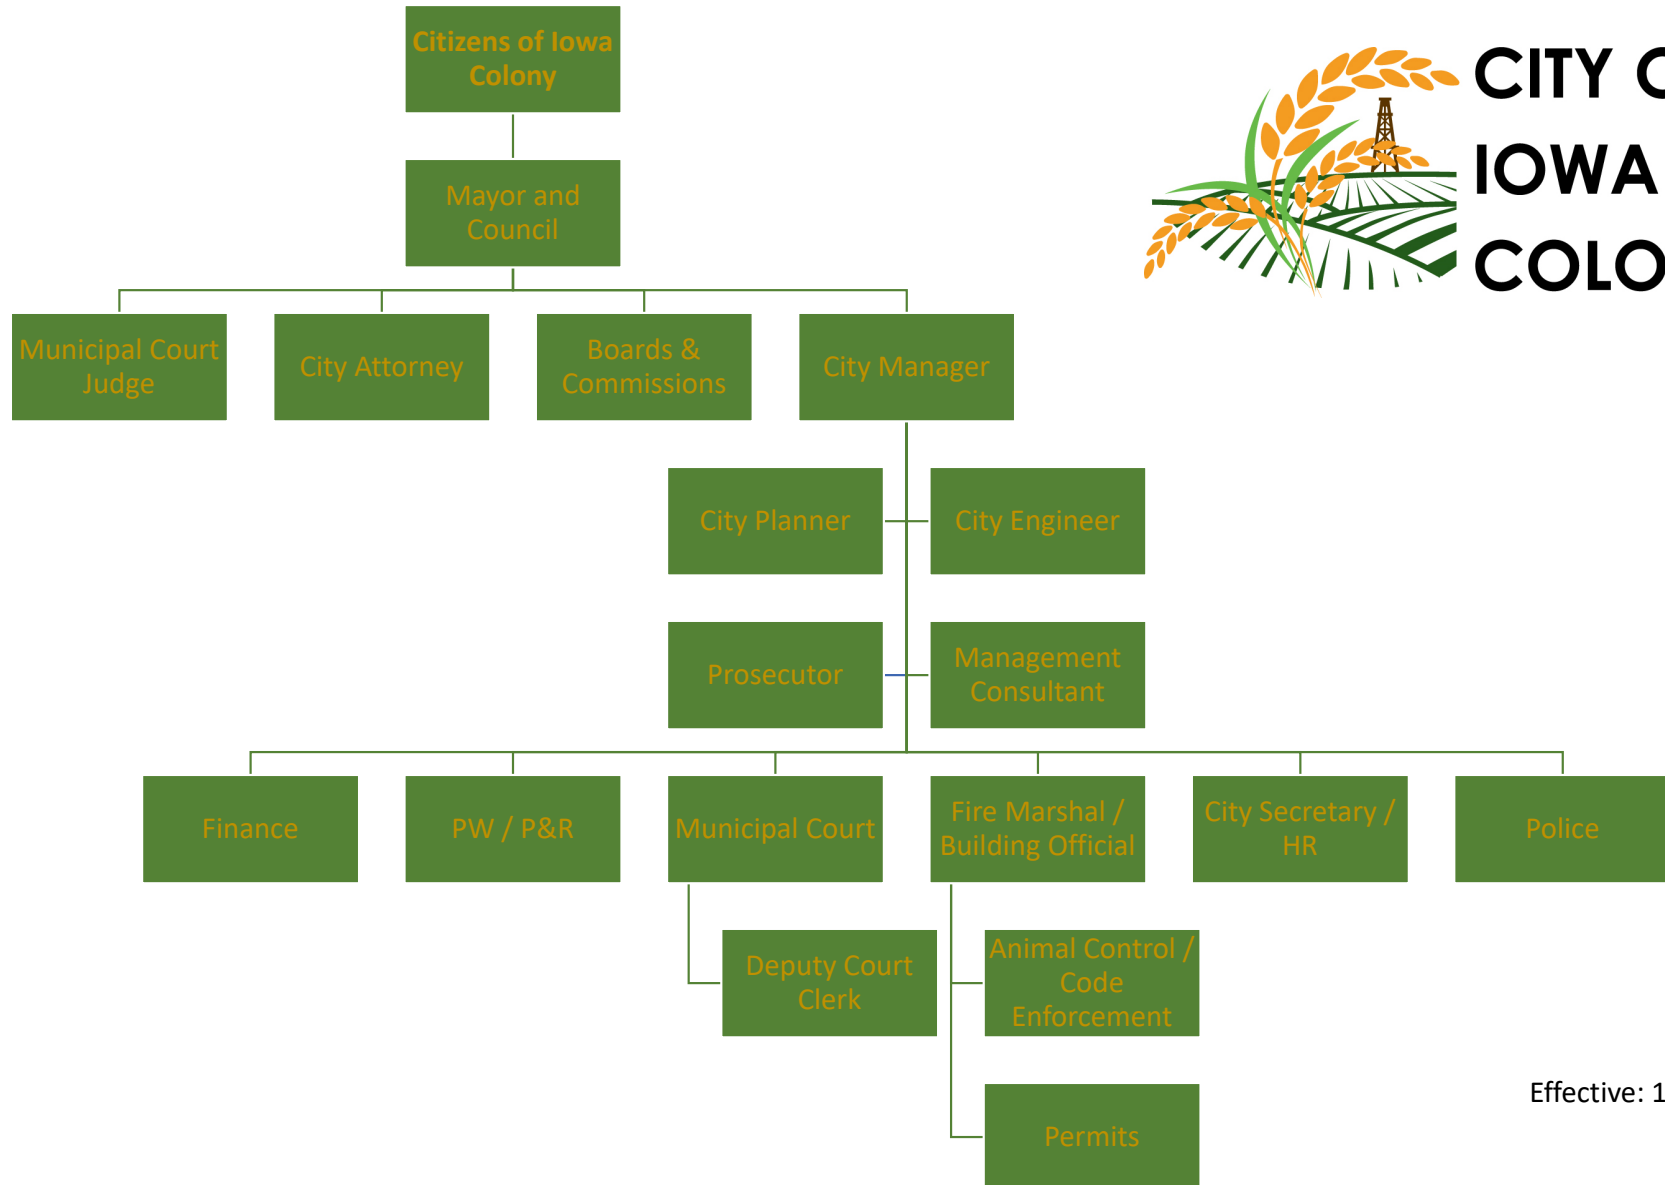 Citizens of Iowa
Colony
CITY
IOWA
Mayor and
Council
Municipal Court
Judge
City Attorney
Boards &
Commissions
City Manager
City Planner
City Engineer
Prosecutor
Management
Consultant
Finance
PW / P&R
Municipal Court
Fire Marshal /
Building Official
City Secretary /
HR
Police
Deputy Court
Clerk
Animal Control /
Code
Enforcement
Permits
Effective: 1